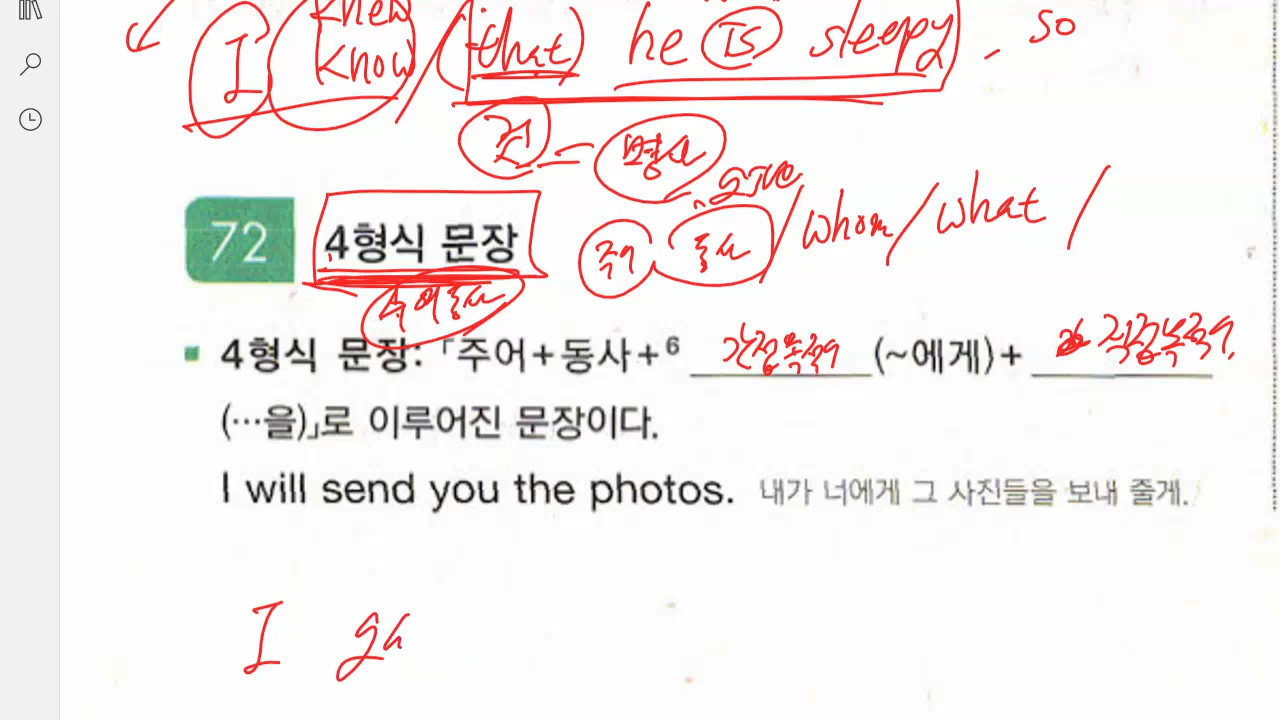 knew
I know / (that) he is sleepy, so
것 = 명사
give
72 4형식 문장 주어 동사 / whom / what /
수여동사
4형식 문장: 「주어+동사+⁶ 간접목적어 (~에게)+ 직접목적어
(…을)」로 이루어진 문장이다.
I will send you the photos. 내가 너에게 그 사진들을 보내 줄게.
I ga